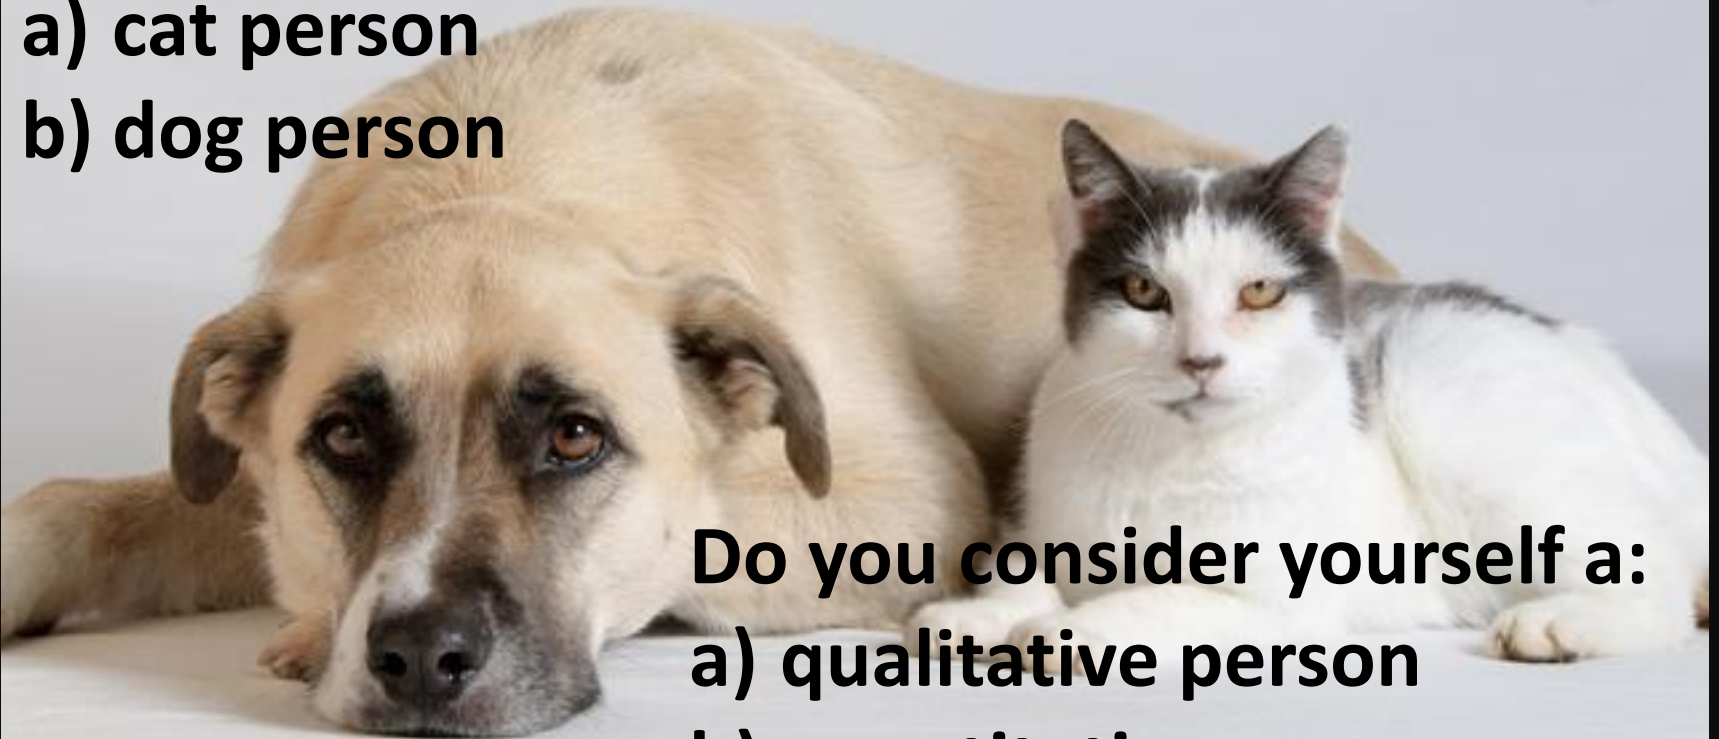 a) cat person
b) dog person
Do you consider yourself a:
a) qualitative person